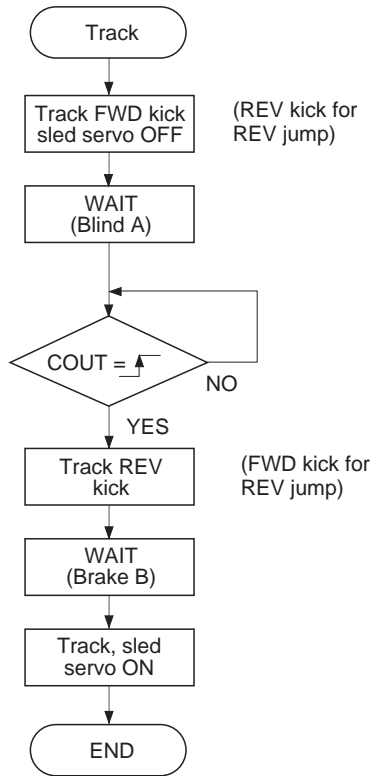 Track
Track FWD kick
sled servo OFF
(REV kick for
REV jump)
WAIT
(Blind A)
COUT =
NO
YES
Track REV
kick
(FWD kick for
REV jump)
WAIT
(Brake B)
Track, sled
servo ON
END